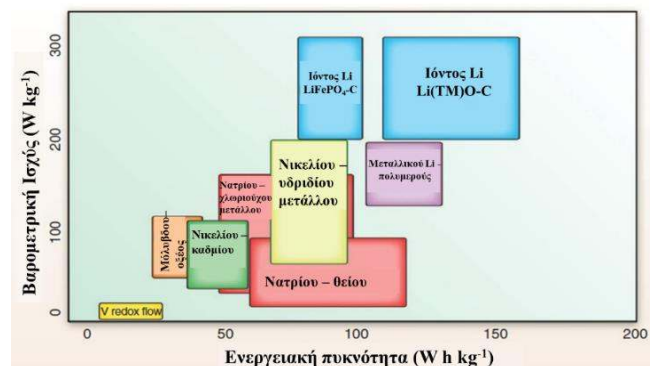 Βαρομετρική Ισχύς (W kg⁻¹)
300
200
100
0
Ιόντος Li
LiFePO₄-C
Ιόντος Li
Li(TM)O-C
Νικελίου –
υδριδίου
μετάλλου
Μεταλλικού Li -
πολυμερούς
Νατρίου –
χλωριούχου
μετάλλου
Μόλυβδου–
οξέος
Νικελίου –
καδμίου
Νατρίου – θείου
V redox flow
0
50
100
150
200
Ενεργειακή πυκνότητα (W h kg⁻¹)